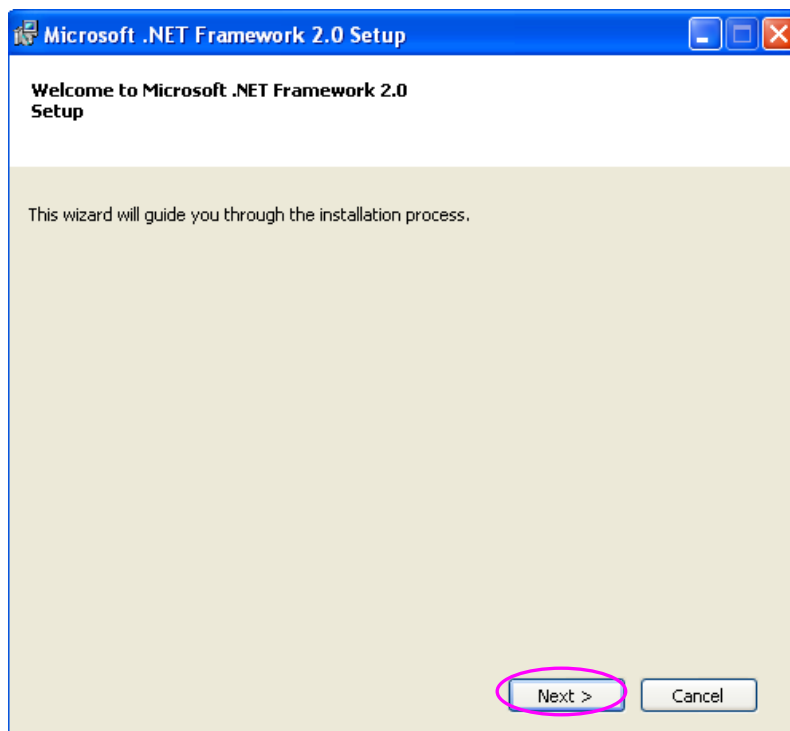 Microsoft .NET Framework 2.0 Setup
Welcome to Microsoft .NET Framework 2.0
Setup
This wizard will guide you through the installation process.
Next >
Cancel